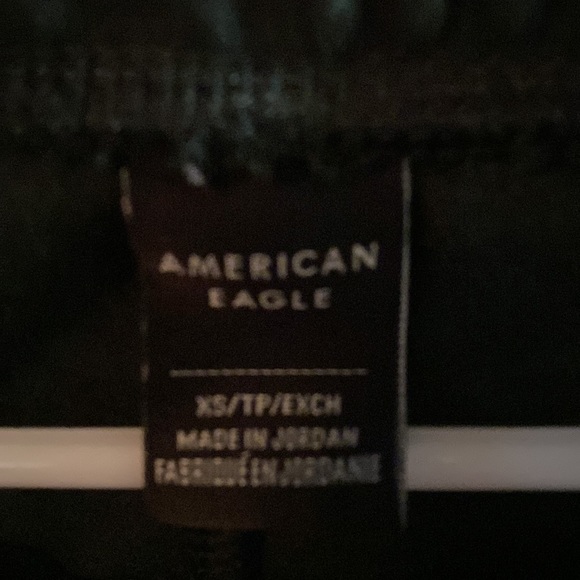 AMERICAN
EAGLE
XS/TP/EXCH
MADE IN JORDAN
FABRIQUÉ EN JORDANIE